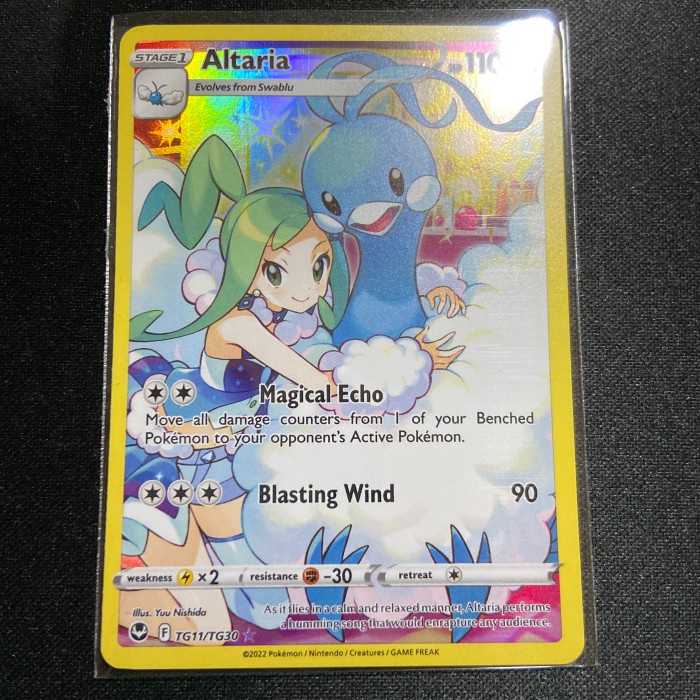 STAGE 1 Altaria HP 110
Evolves from Swablu
Magical Echo
Move all damage counters from 1 of your Benched
Pokémon to your opponent's Active Pokémon.
Blasting Wind 90
weakness ×2 resistance -30 retreat
Illus. Yuu Nishida
As it flies in a calm and relaxed manner, Altaria performs
a humming song that would enrapture any audience.
F TG11/TG30
©2022 Pokémon / Nintendo / Creatures / GAME FREAK